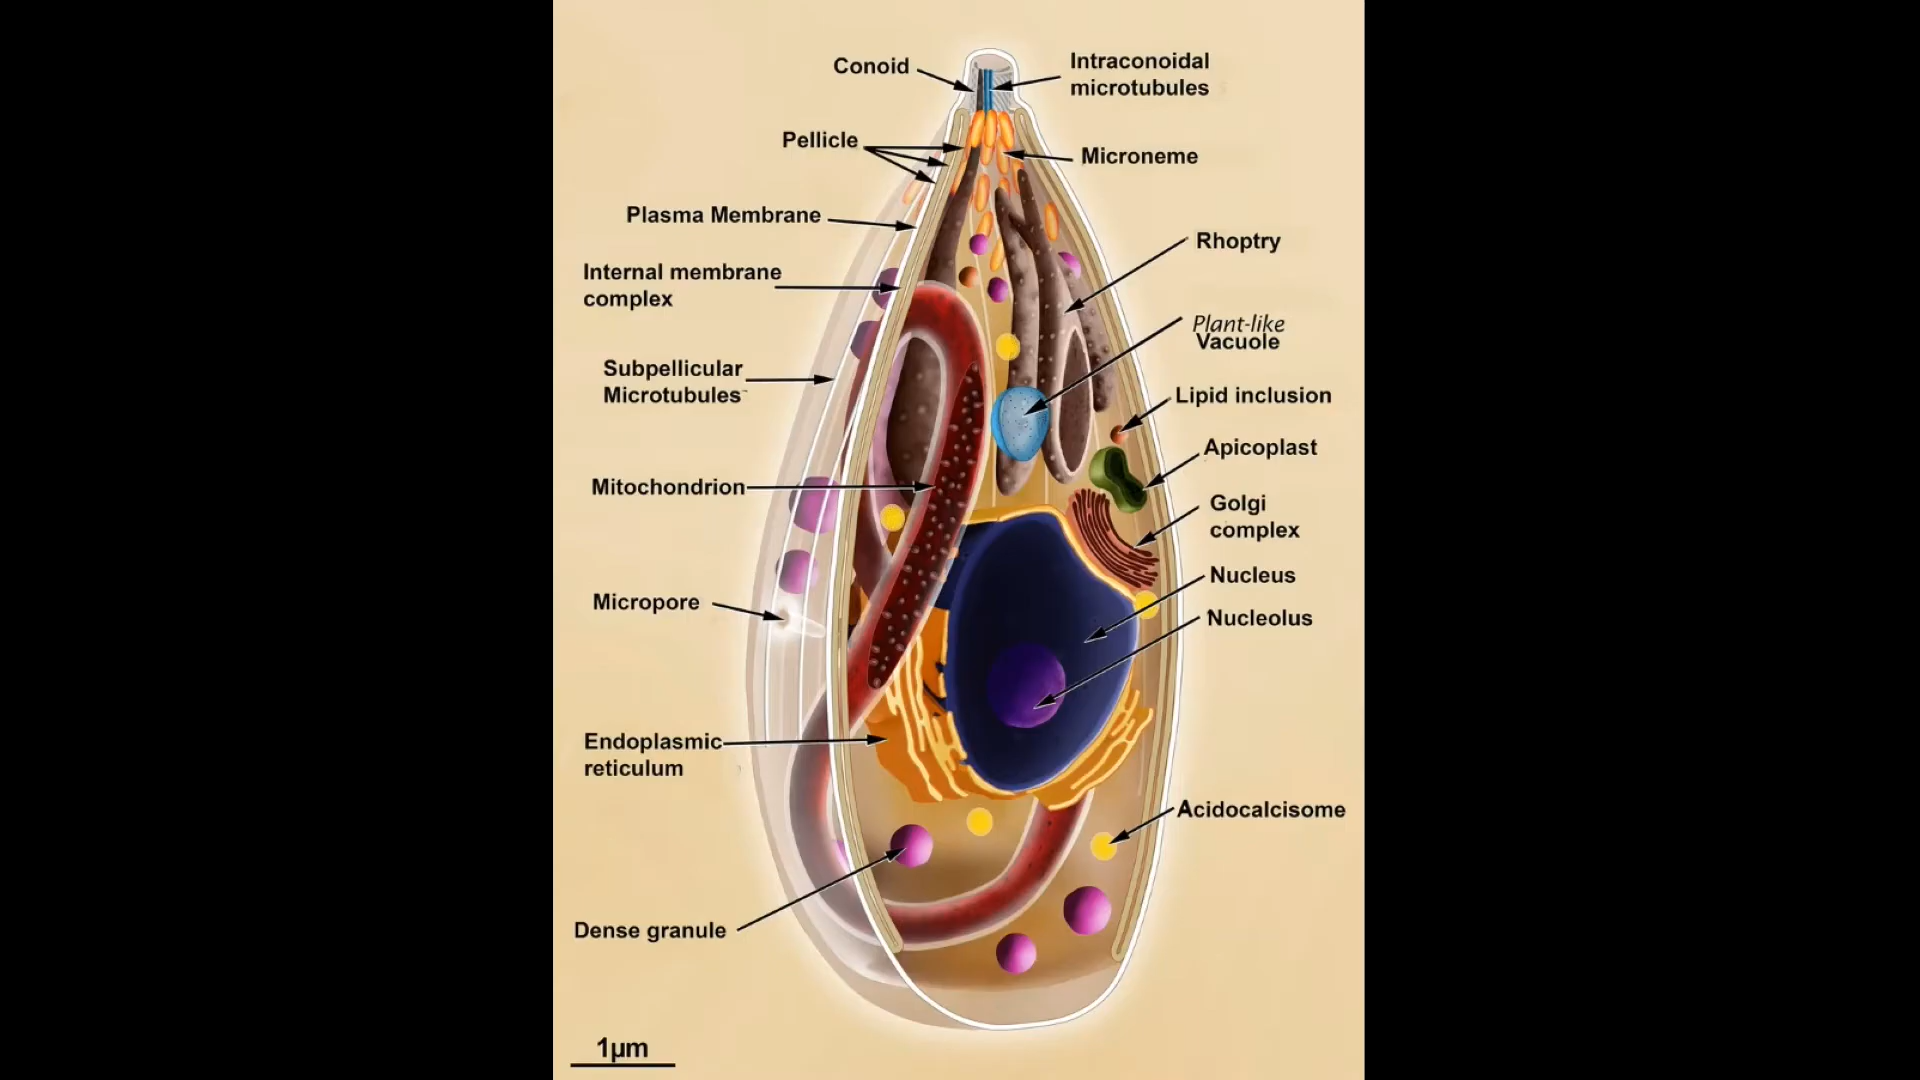 Conoid
Intraconoidal
microtubules
Pellicle
Microneme
Plasma Membrane
Rhoptry
Internal membrane
complex
Plant-like
Vacuole
Subpellicular
Microtubules
Lipid inclusion
Apicoplast
Mitochondrion
Golgi
complex
Nucleus
Micropore
Nucleolus
Endoplasmic
reticulum
Acidocalcisome
Dense granule
1µm